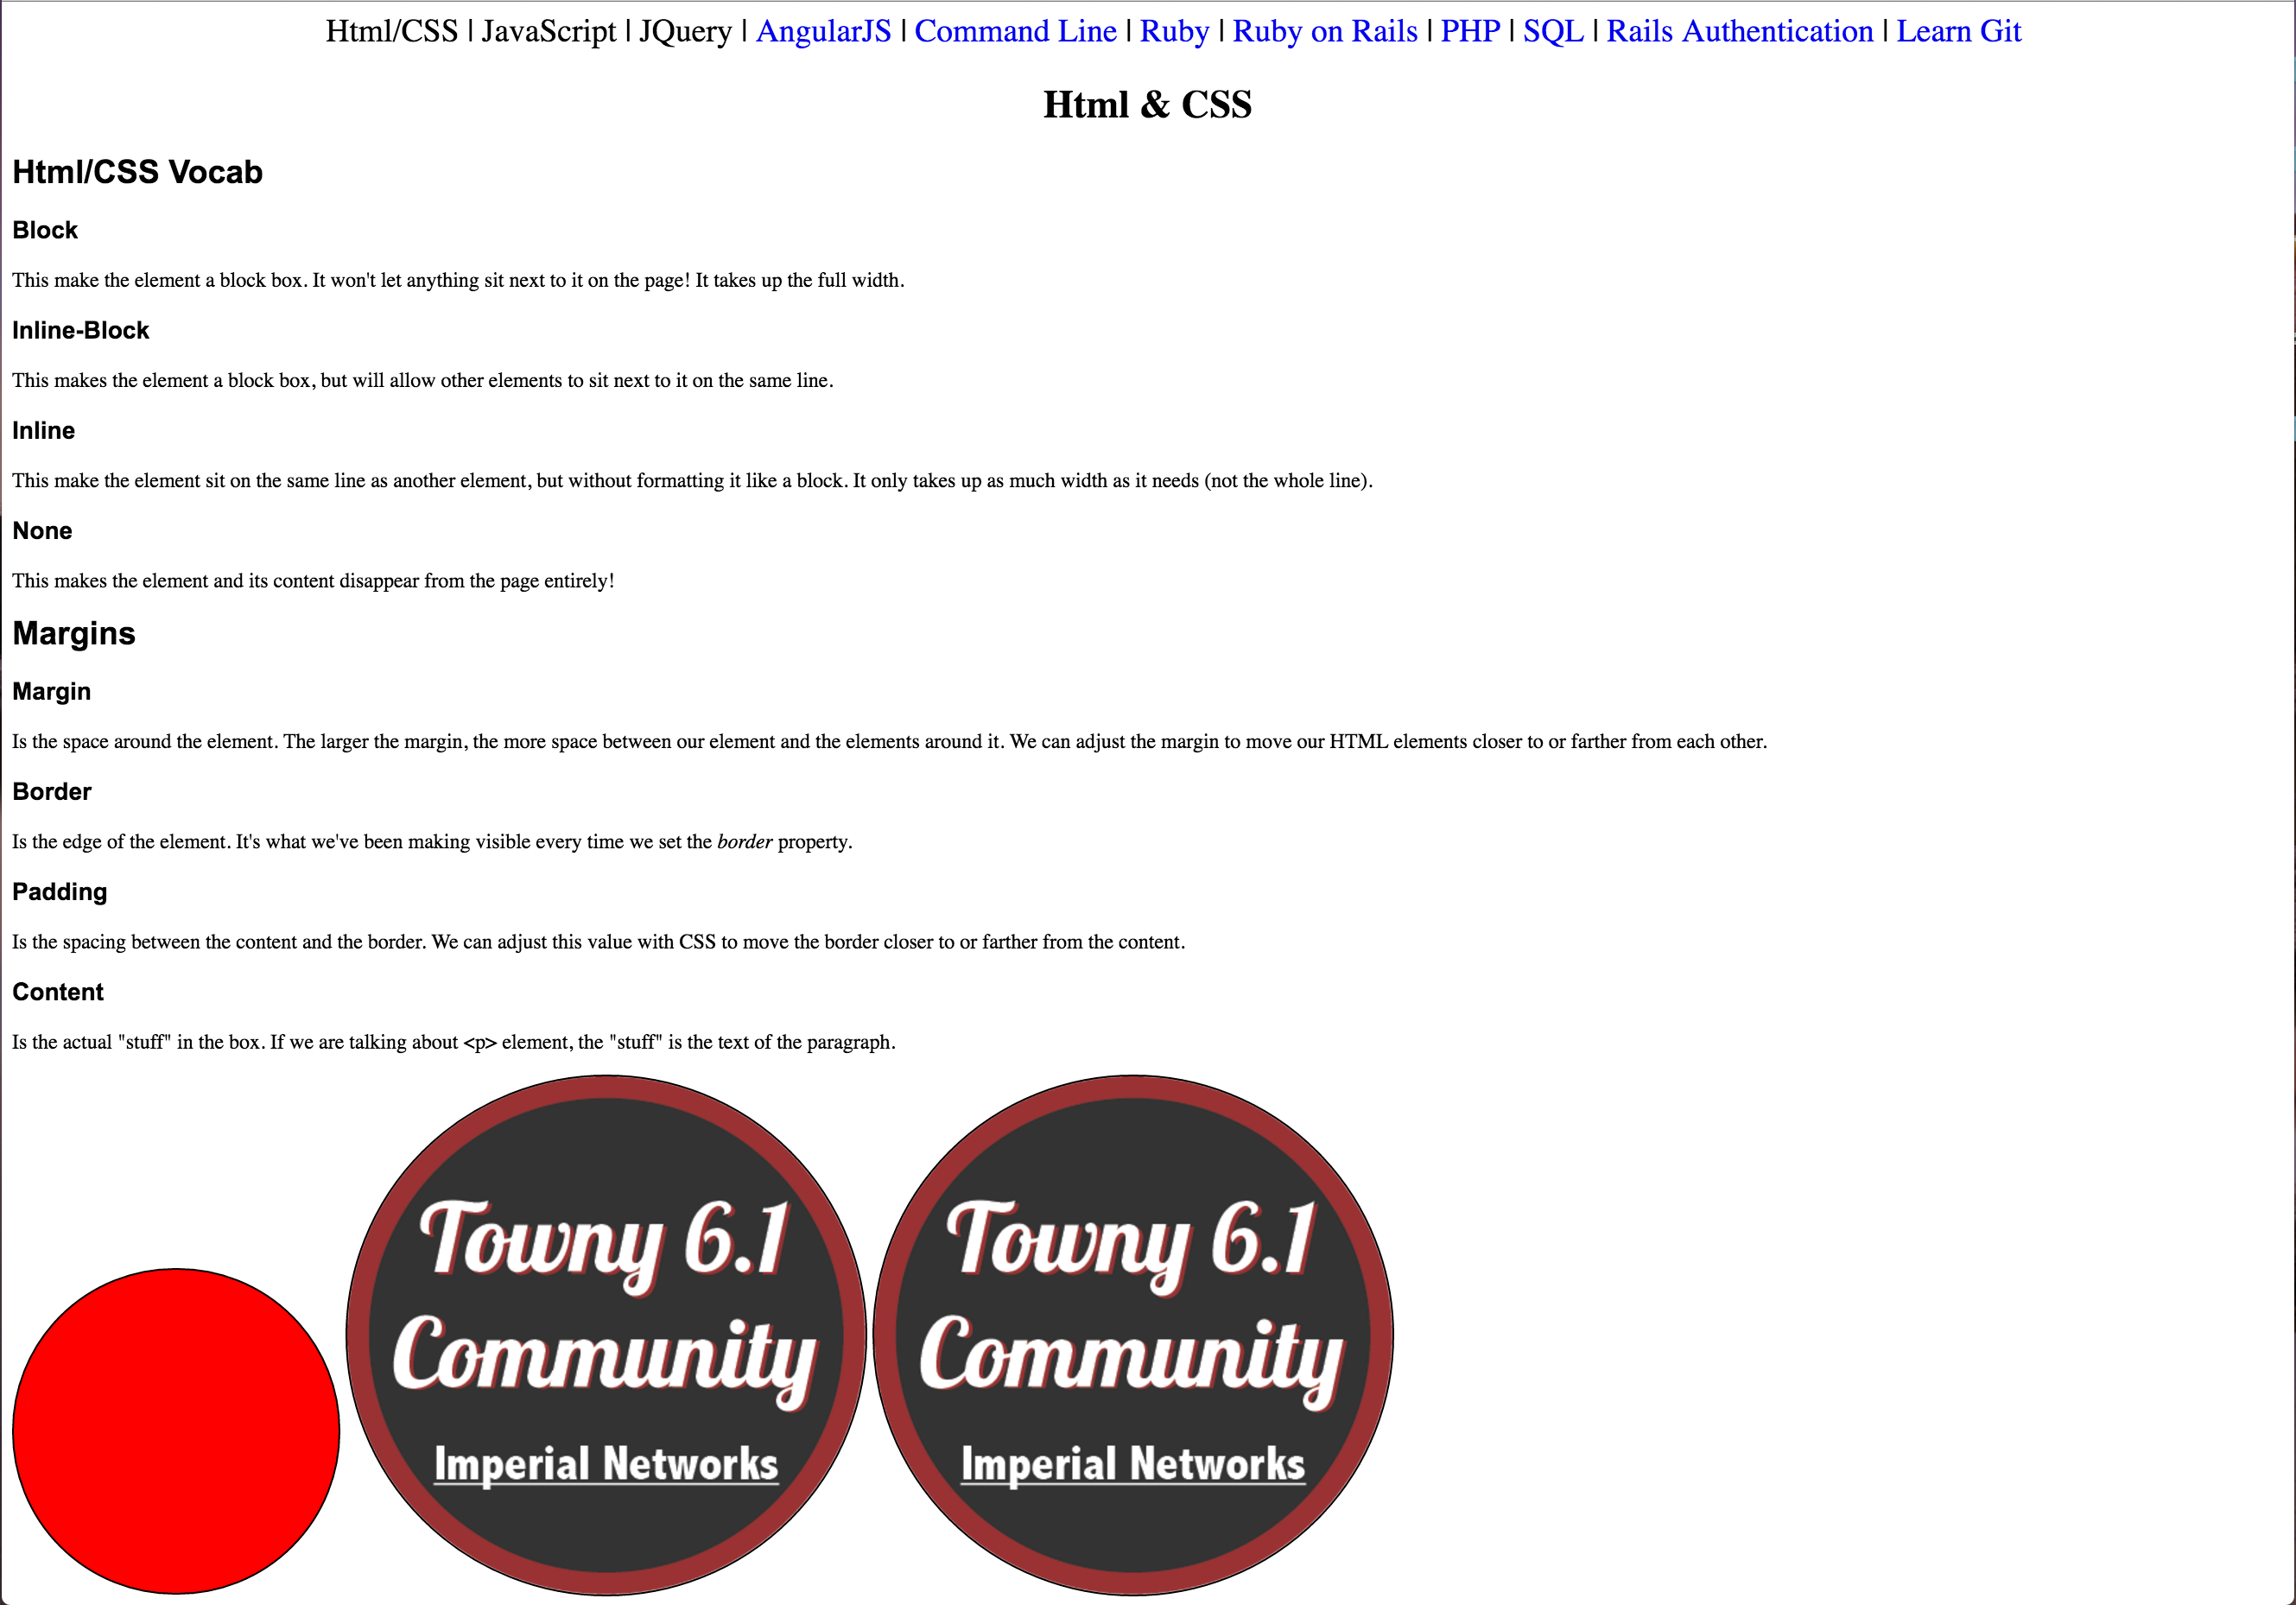 Html/CSS | JavaScript | JQuery | AngularJS | Command Line | Ruby | Ruby on Rails | PHP | SQL | Rails Authentication | Learn Git
Html & CSS
Html/CSS Vocab
Block
This make the element a block box. It won't let anything sit next to it on the page! It takes up the full width.
Inline-Block
This makes the element a block box, but will allow other elements to sit next to it on the same line.
Inline
This make the element sit on the same line as another element, but without formatting it like a block. It only takes up as much width as it needs (not the whole line).
None
This makes the element and its content disappear from the page entirely!
Margins
Margin
Is the space around the element. The larger the margin, the more space between our element and the elements around it. We can adjust the margin to move our HTML elements closer to or farther from each other.
Border
Is the edge of the element. It's what we've been making visible every time we set the border property.
Padding
Is the spacing between the content and the border. We can adjust this value with CSS to move the border closer to or farther from the content.
Content
Is the actual "stuff" in the box. If we are talking about <p> element, the "stuff" is the text of the paragraph.
Towny 6.1
Community
Imperial Networks
Towny 6.1
Community
Imperial Networks